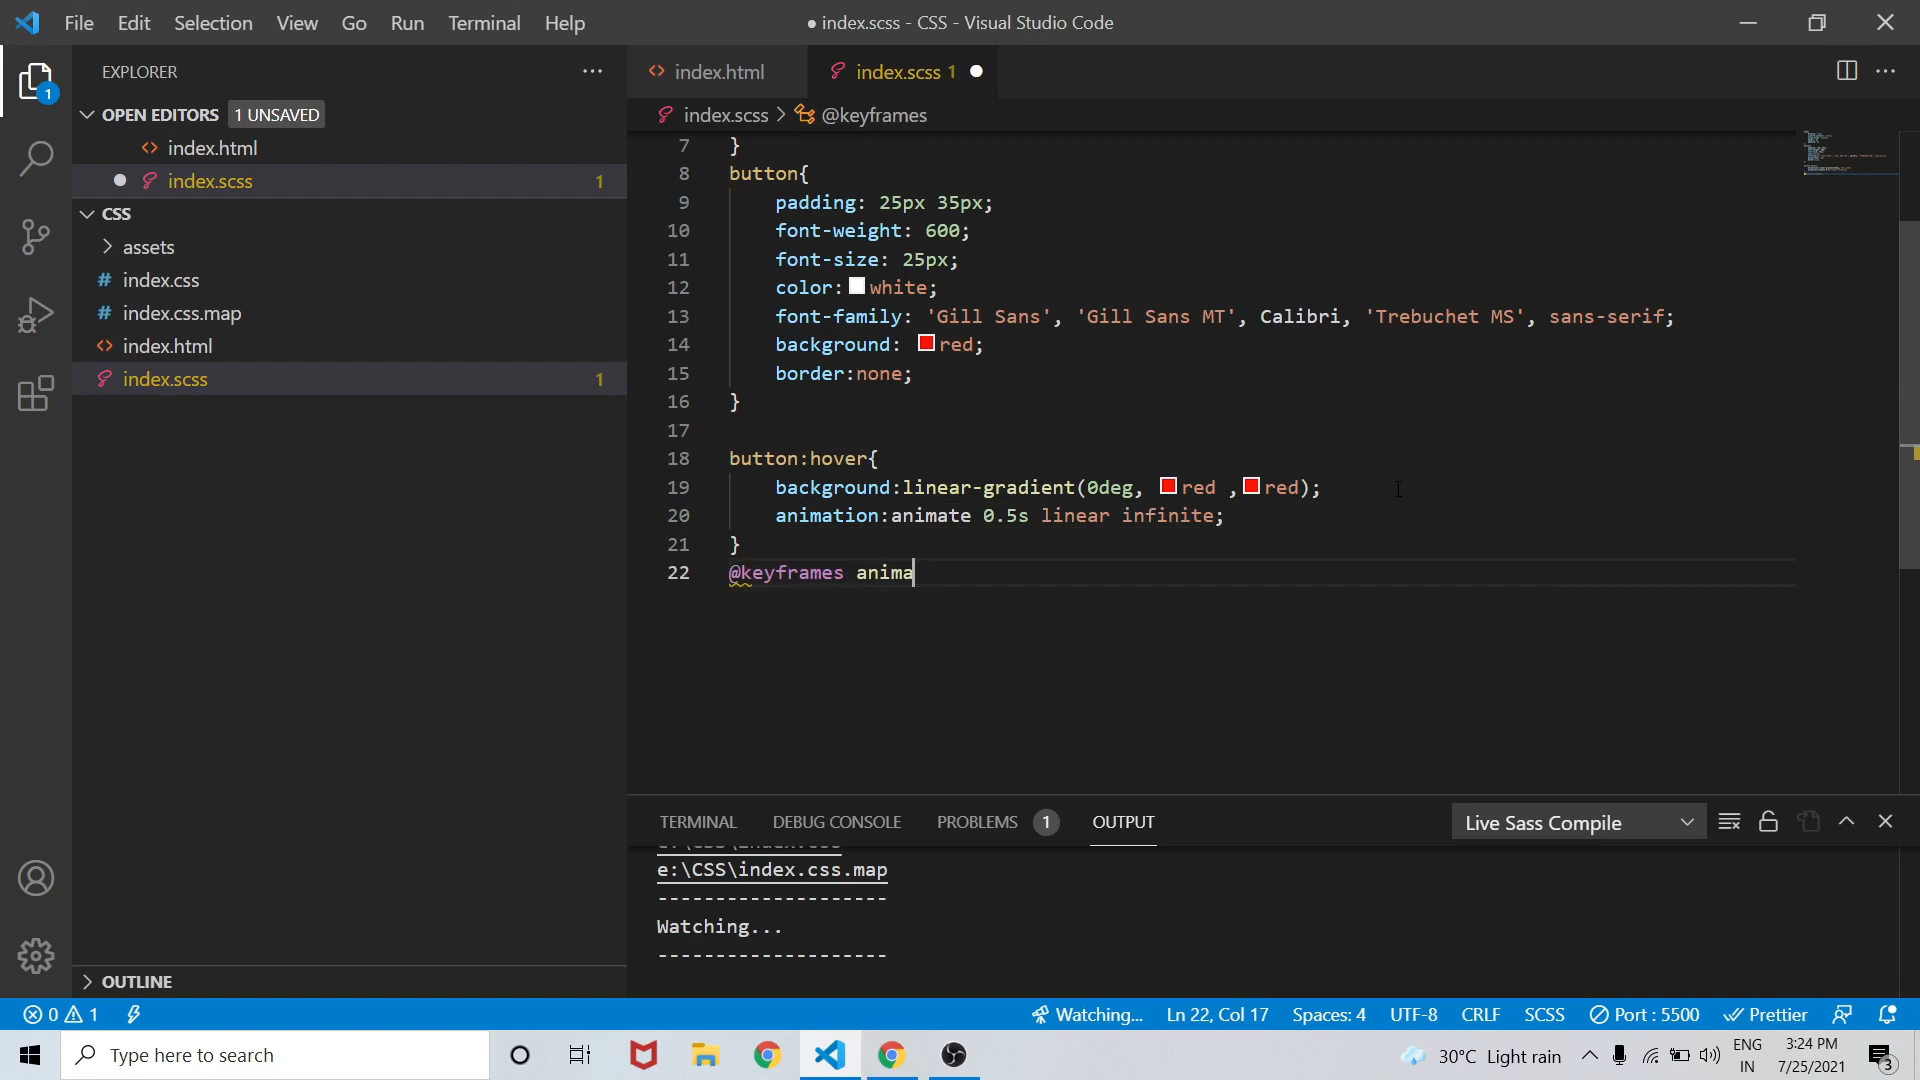 File Edit Selection View Go Run Terminal Help
● index.scss - CSS - Visual Studio Code
EXPLORER
OPEN EDITORS 1 UNSAVED
index.html
index.scss 1
CSS
assets
index.css
index.css.map
index.html
index.scss 1
OUTLINE
index.html index.scss 1
index.scss > @keyframes
7 }
8 button{
9 padding: 25px 35px;
10 font-weight: 600;
11 font-size: 25px;
12 color: white;
13 font-family: 'Gill Sans', 'Gill Sans MT', Calibri, 'Trebuchet MS', sans-serif;
14 background: red;
15 border:none;
16 }
17
18 button:hover{
19 background:linear-gradient(0deg, red , red);
20 animation:animate 0.5s linear infinite;
21 }
22 @keyframes anima
TERMINAL DEBUG CONSOLE PROBLEMS 1 OUTPUT Live Sass Compile
e:\CSS\index.css.map
--------------------
Watching...
--------------------
0 1 Watching... Ln 22, Col 17 Spaces: 4 UTF-8 CRLF SCSS Port : 5500 Prettier
Type here to search
30°C Light rain
ENG
IN
3:24 PM
7/25/2021
3